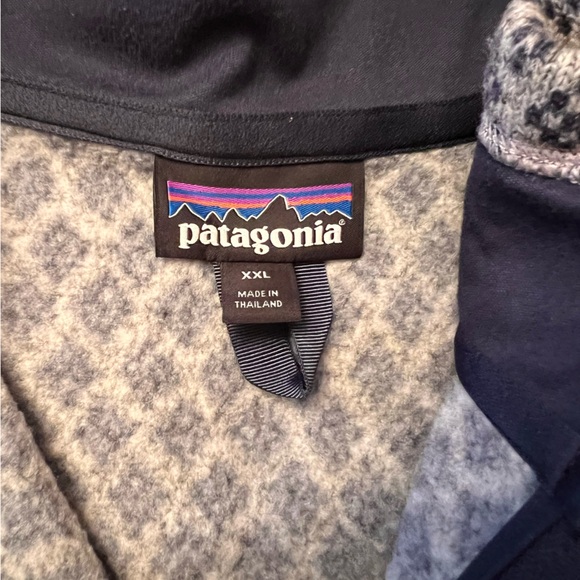 patagonia®
XXL
MADE IN
THAILAND